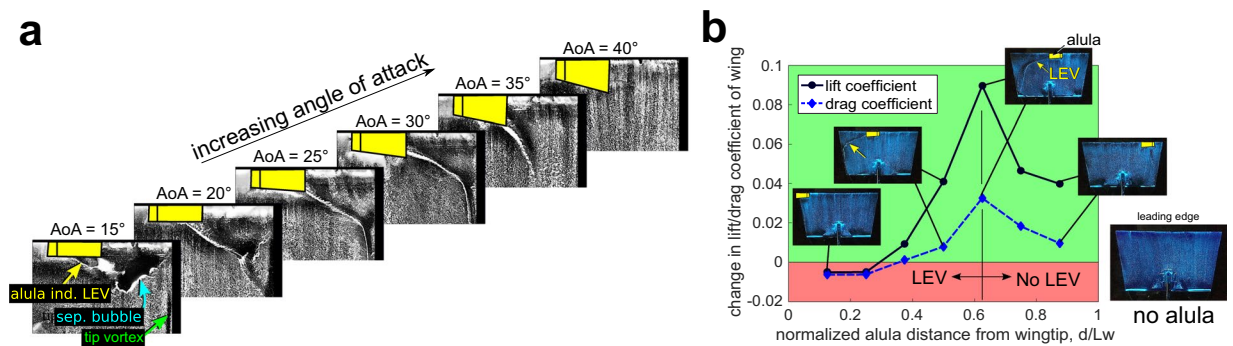 a
increasing angle of attack
AoA = 15°
AoA = 20°
AoA = 25°
AoA = 30°
AoA = 35°
AoA = 40°
alula ind. LEV
sep. bubble
tip vortex
b
change in lift/drag coefficient of wing
0.1
0.08
0.06
0.04
0.02
0
-0.02
lift coefficient
drag coefficient
alula
LEV
LEV
No LEV
0
0.2
0.4
0.6
0.8
1
normalized alula distance from wingtip, d/Lw
leading edge
no alula